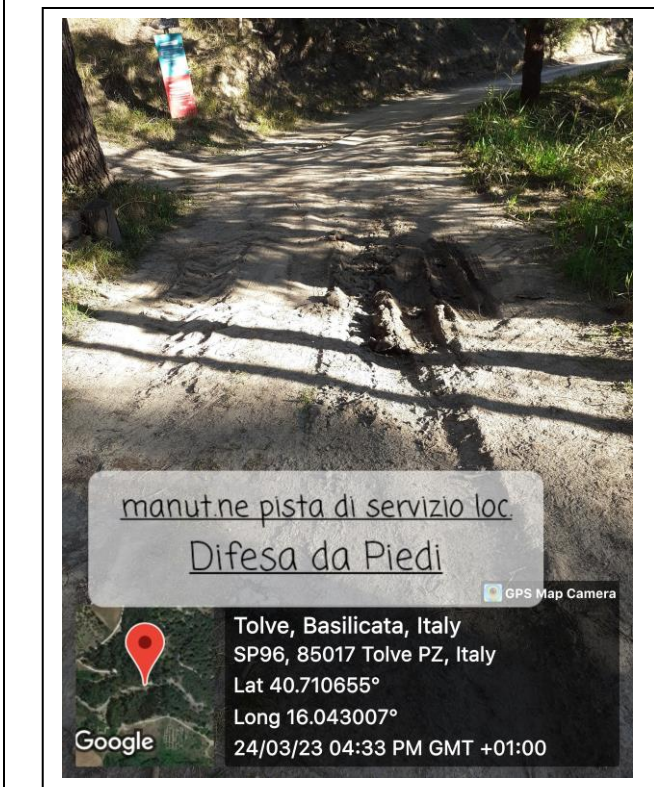 manut.ne pista di servizio loc.
Difesa da Piedi
GPS Map Camera
Tolve, Basilicata, Italy
SP96, 85017 Tolve PZ, Italy
Lat 40.710655°
Long 16.043007°
24/03/23 04:33 PM GMT +01:00
Google